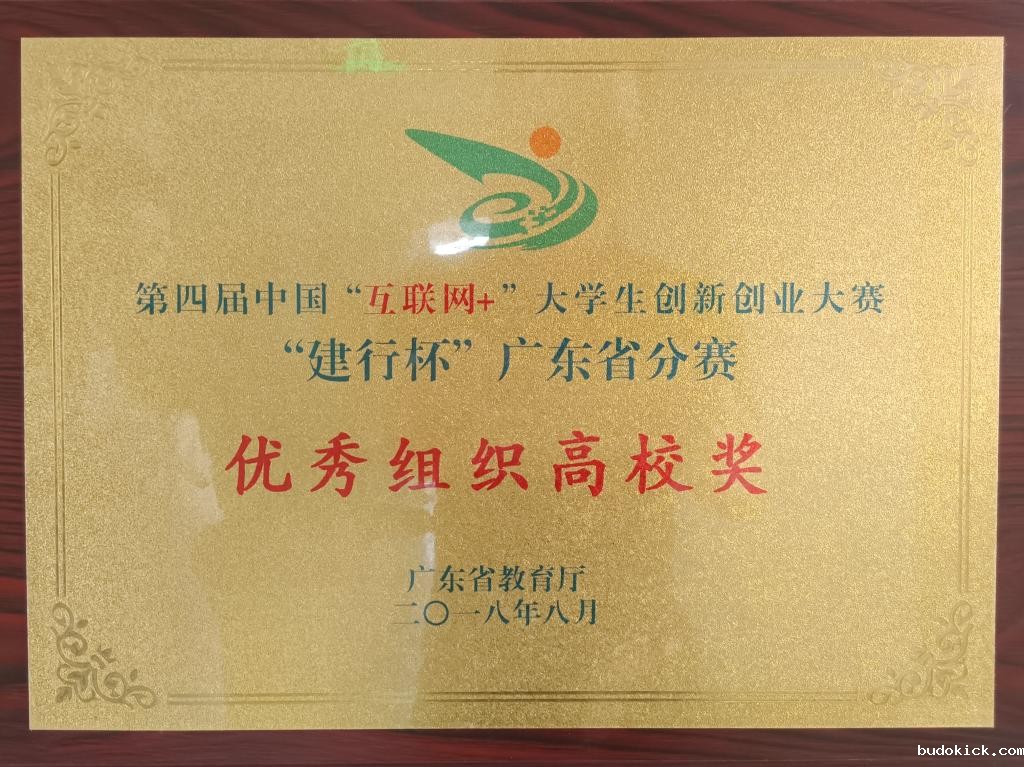 第四届中国“互联网+”大学生创新创业大赛
“建行杯”广东省分赛
优秀组织高校奖
广东省教育厅
二〇一八年八月
budokick.com